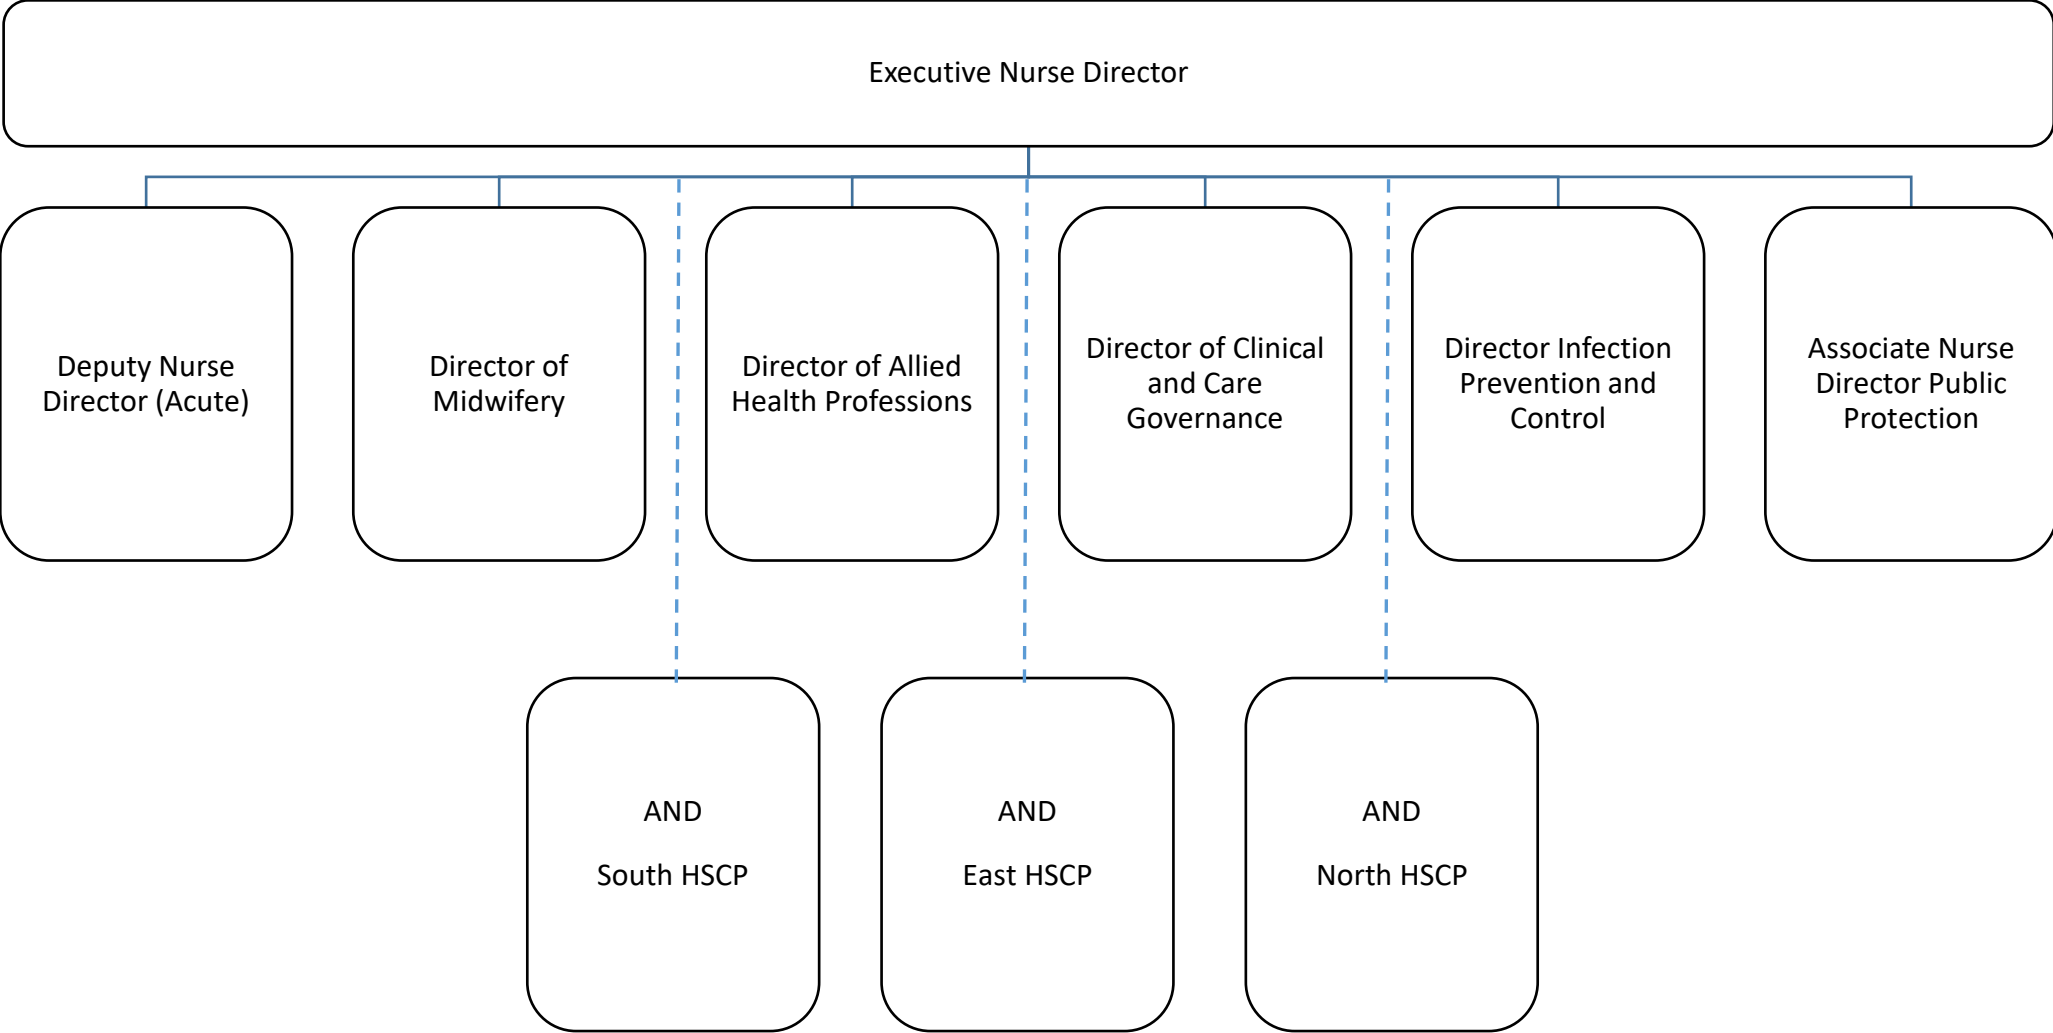 Executive Nurse Director
Deputy Nurse
Director (Acute)
Director of
Midwifery
Director of Allied
Health Professions
Director of Clinical
and Care
Governance
Director Infection
Prevention and
Control
Associate Nurse
Director Public
Protection
AND
South HSCP
AND
East HSCP
AND
North HSCP